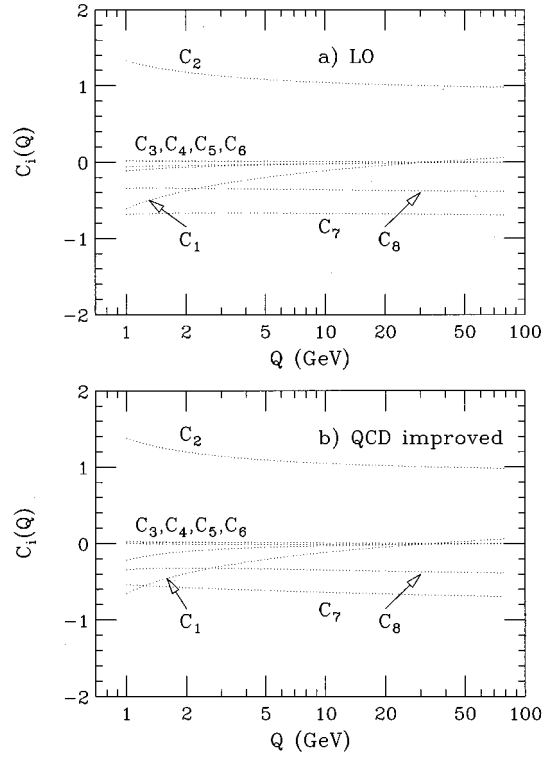 a) LO
C2
C3,C4,C5,C6
C1
C7
C8
Ci(Q)
2
1
0
−1
−2
1
2
5
10
20
50
100
Q (GeV)
b) QCD improved
C2
C3,C4,C5,C6
C1
C7
C8
Ci(Q)
2
1
0
−1
−2
1
2
5
10
20
50
100
Q (GeV)